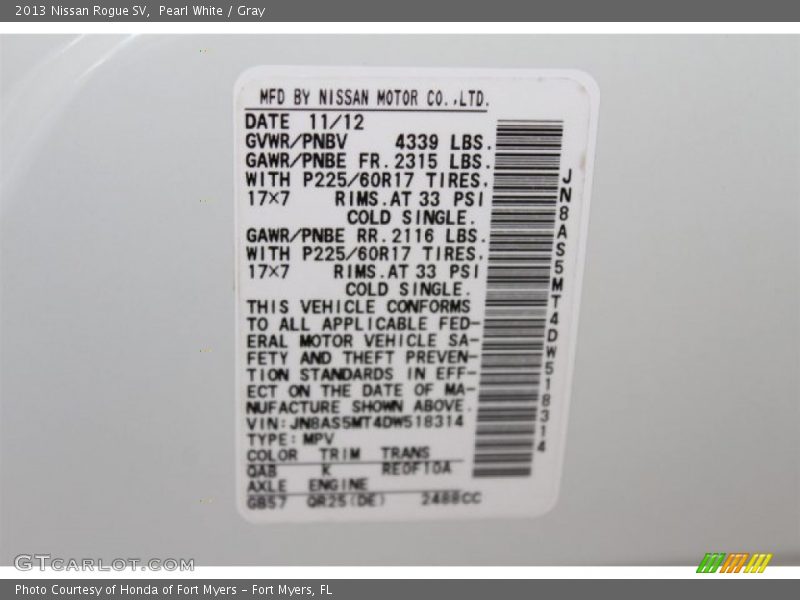 2013 Nissan Rogue SV, Pearl White / Gray
MFD BY NISSAN MOTOR CO.,LTD.
DATE 11/12
GVWR/PNBV 4339 LBS.
GAWR/PNBE FR. 2315 LBS.
WITH P225/60R17 TIRES,
17×7 RIMS.AT 33 PSI
COLD SINGLE.
GAWR/PNBE RR. 2116 LBS.
WITH P225/60R17 TIRES,
17×7 RIMS.AT 33 PSI
COLD SINGLE.
THIS VEHICLE CONFORMS
TO ALL APPLICABLE FED-
ERAL MOTOR VEHICLE SA-
FETY AND THEFT PREVEN-
TION STANDARDS IN EFF-
ECT ON THE DATE OF MA-
NUFACTURE SHOWN ABOVE.
VIN:JN8AS5MT4DW518314
TYPE: MPV
COLOR TRIM TRANS
QAB K RE0F10A
AXLE ENGINE
GB57 QR25(DE) 2488CC
JN8AS5MT4DW518314
GTCARLOT.COM
Photo Courtesy of Honda of Fort Myers - Fort Myers, FL